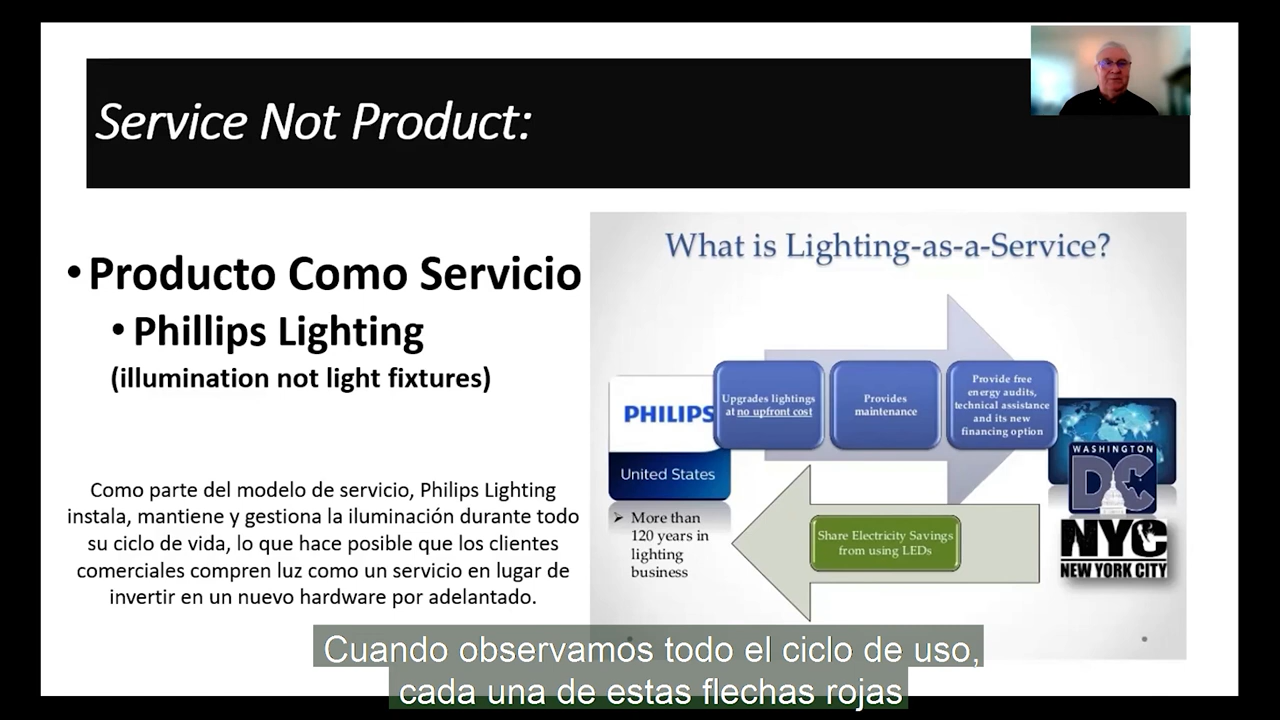 Service Not Product:
• Producto Como Servicio
• Phillips Lighting
(illumination not light fixtures)
Como parte del modelo de servicio, Philips Lighting
instala, mantiene y gestiona la iluminación durante todo
su ciclo de vida, lo que hace posible que los clientes
comerciales compren luz como un servicio en lugar de
invertir en un nuevo hardware por adelantado.
What is Lighting-as-a-Service?
PHILIPS
United States
➢ More than
120 years in
lighting
business
Upgrades lightings
at no upfront cost
Provides
maintenance
Provide free
energy audits,
technical assistance
and its new
financing option
WASHINGTON
DC
NYC
NEW YORK CITY
Share Electricity Savings
from using LEDs
Cuando observamos todo el ciclo de uso,
cada una de estas flechas rojas